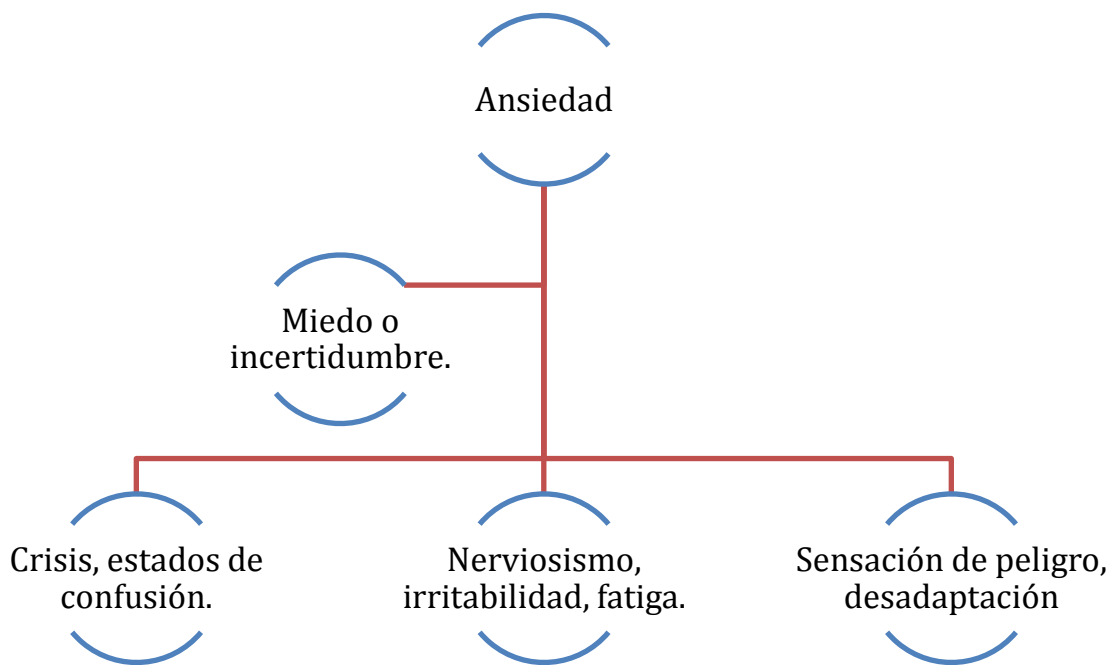 Ansiedad
Miedo o
incertidumbre.
Crisis, estados de
confusión.
Nerviosismo,
irritabilidad, fatiga.
Sensación de peligro,
desadaptación